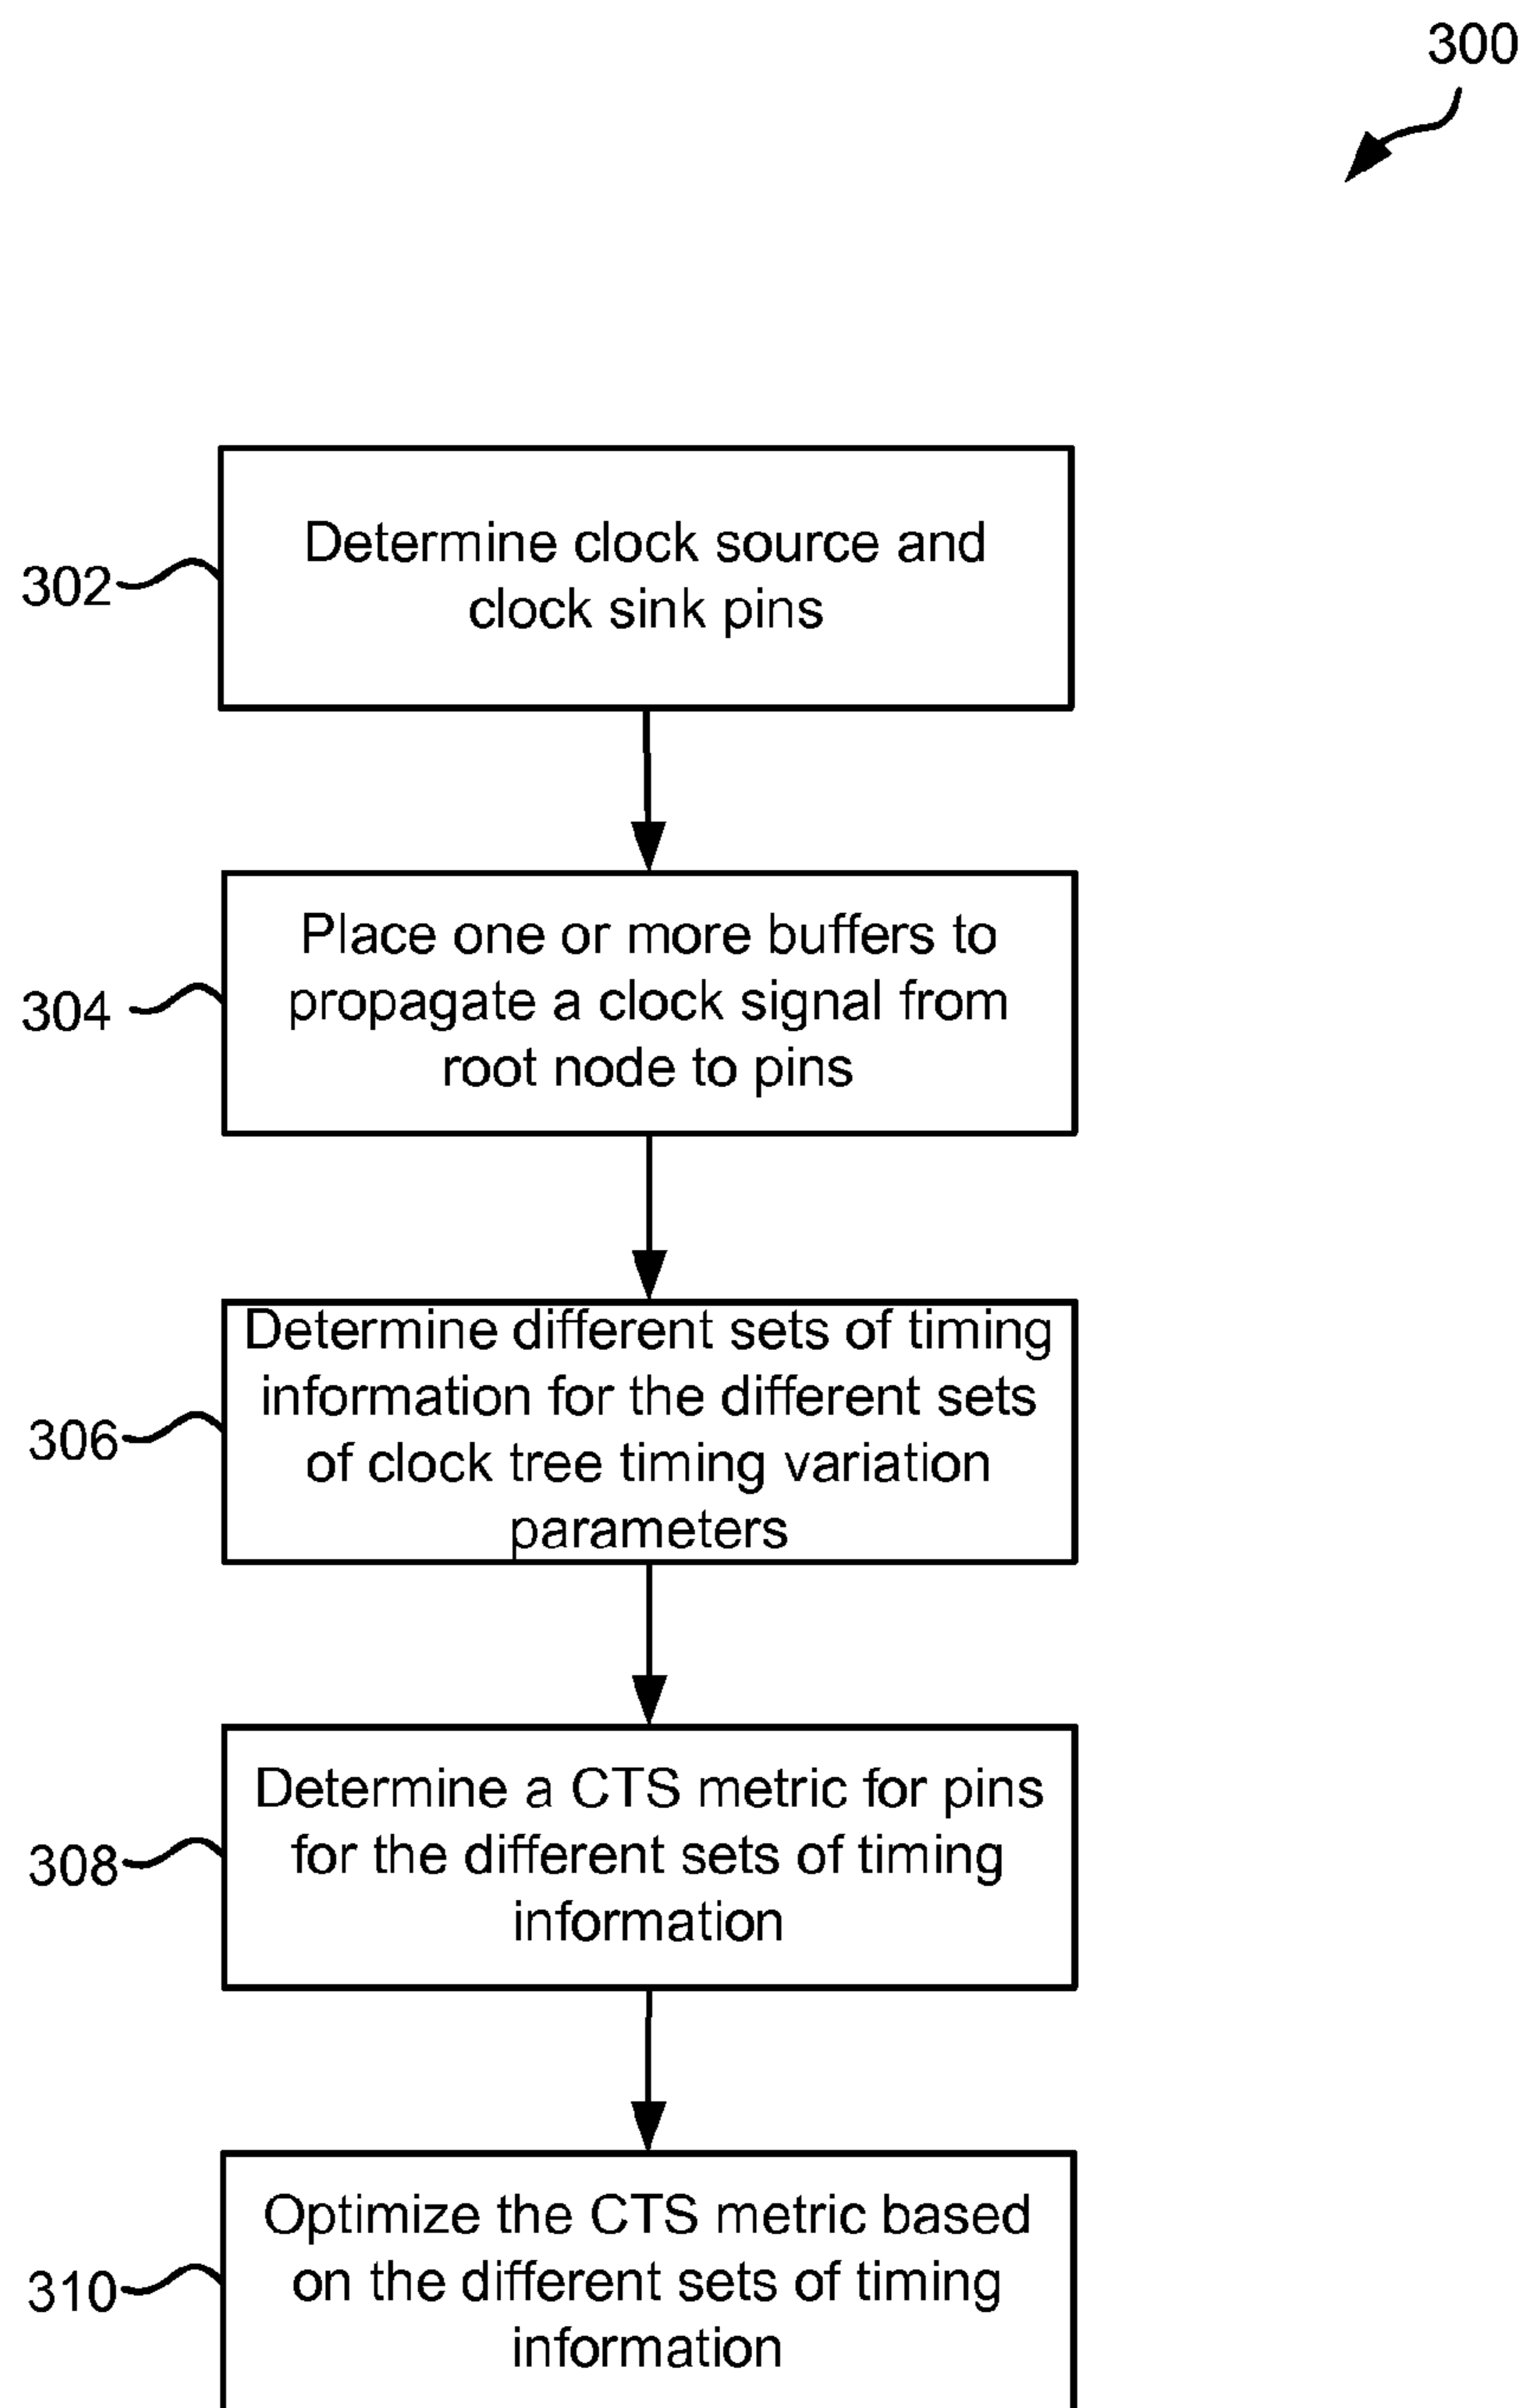 300
302
Determine clock source and
clock sink pins
304
Place one or more buffers to
propagate a clock signal from
root node to pins
306
Determine different sets of timing
information for the different sets
of clock tree timing variation
parameters
308
Determine a CTS metric for pins
for the different sets of timing
information
310
Optimize the CTS metric based
on the different sets of timing
information